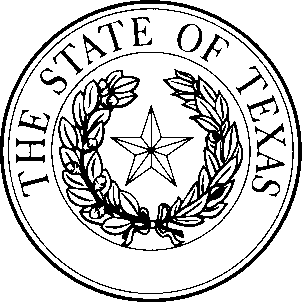 THE STATE OF TEXAS